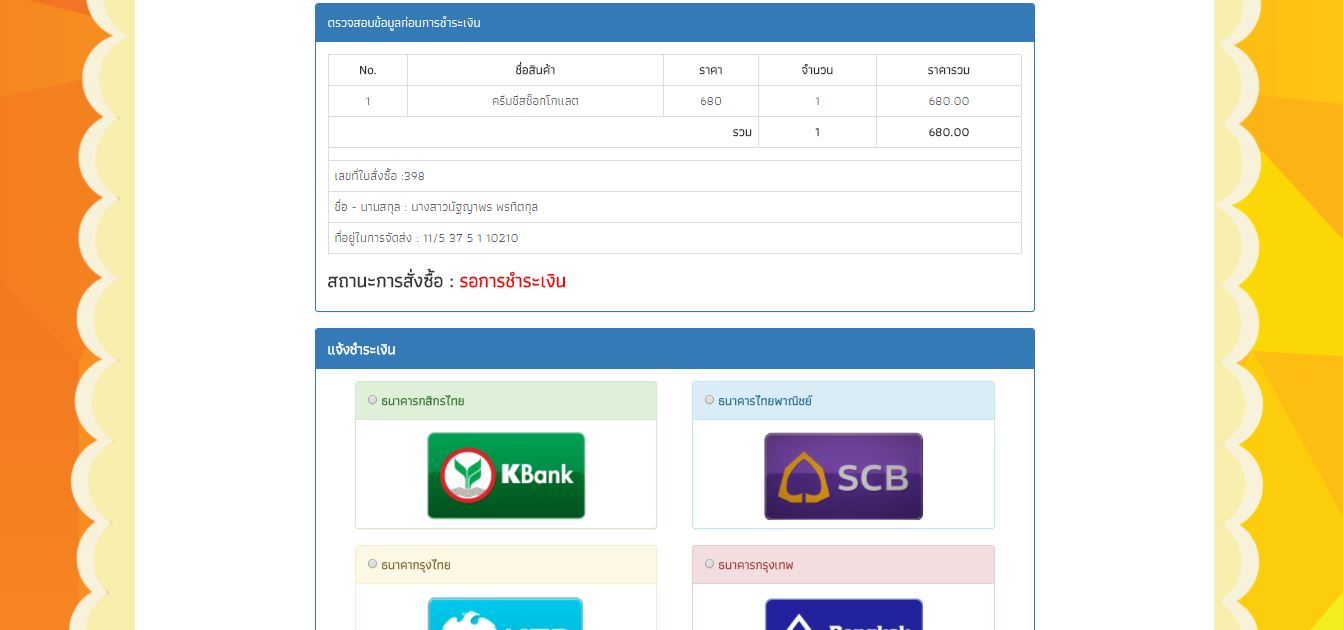 ตรวจสอบข้อมูลก่อนการชำระเงิน
No. ชื่อสินค้า ราคา จำนวน ราคารวม
1 ครีมชีสช็อกโกแลต 680 1 680.00
รวม 1 680.00
เลขที่ใบสั่งซื้อ :398
ชื่อ - นามสกุล : นางสาวนัฐญาพร พรทิตกุล
ที่อยู่ในการจัดส่ง : 11/5 37 5 1 10210
สถานะการสั่งซื้อ : รอการชำระเงิน
แจ้งชำระเงิน
ธนาคารกสิกรไทย ธนาคารไทยพาณิชย์
KBank SCB
ธนาคากรุงไทย ธนาคารกรุงเทพ